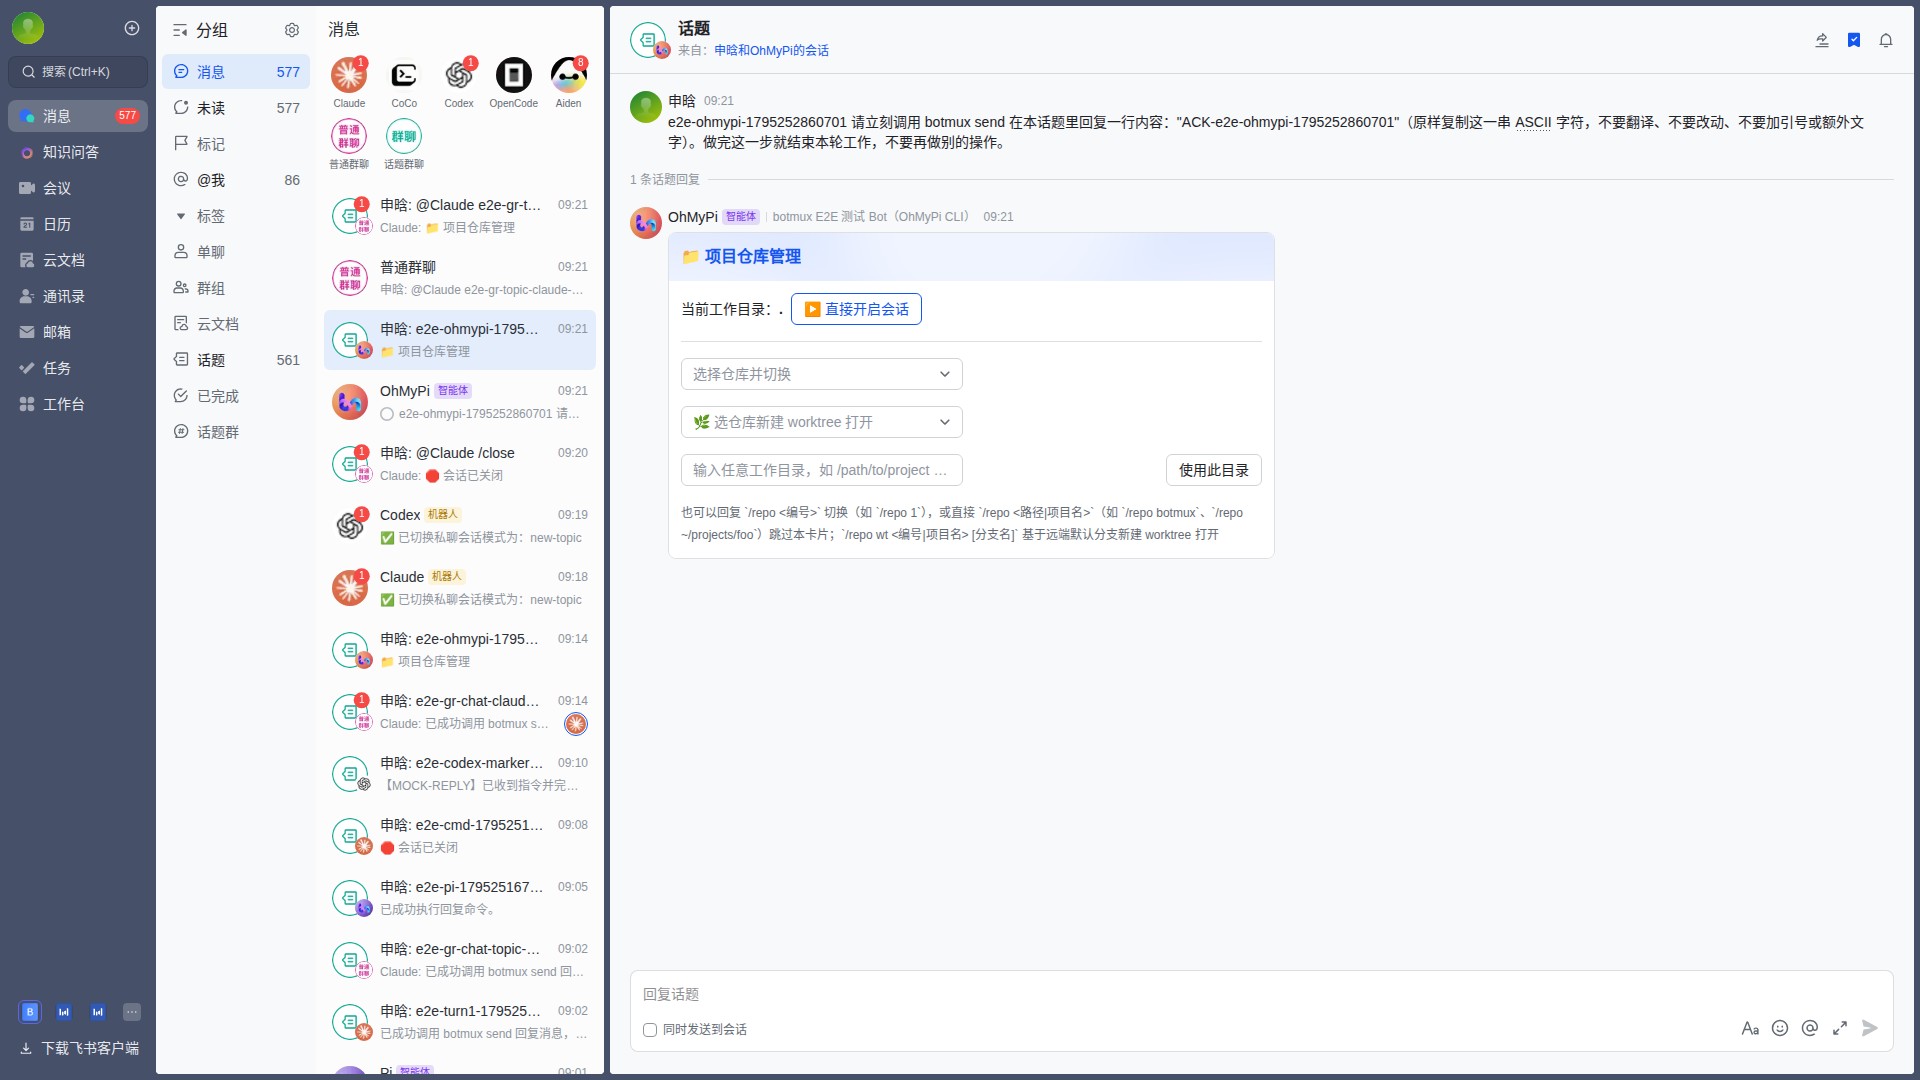 搜索 (Ctrl+K)
消息 577
知识问答
会议
日历
云文档
通讯录
邮箱
任务
工作台
下载飞书客户端
分组
消息 577
未读 577
标记
@我 86
标签
单聊
群组
云文档
话题 561
已完成
话题群
消息
Claude 1
CoCo
Codex 1
OpenCode
Aiden 8
普通群聊
话题群聊
申晗: @Claude e2e-gr-t… 09:21
Claude: 📁 项目仓库管理
普通群聊 09:21
申晗: @Claude e2e-gr-topic-claude-…
申晗: e2e-ohmypi-1795… 09:21
📁 项目仓库管理
OhMyPi 智能体 09:21
e2e-ohmypi-1795252860701 请…
申晗: @Claude /close 09:20
Claude: 🛑 会话已关闭
Codex 机器人 09:19
✅ 已切换私聊会话模式为：new-topic
Claude 机器人 09:18
✅ 已切换私聊会话模式为：new-topic
申晗: e2e-ohmypi-1795… 09:14
📁 项目仓库管理
申晗: e2e-gr-chat-claud… 09:14
Claude: 已成功调用 botmux s…
申晗: e2e-codex-marker… 09:10
【MOCK-REPLY】已收到指令并完…
申晗: e2e-cmd-1795251… 09:08
🛑 会话已关闭
申晗: e2e-pi-179525167… 09:05
已成功执行回复命令。
申晗: e2e-gr-chat-topic-… 09:02
Claude: 已成功调用 botmux send 回…
申晗: e2e-turn1-179525… 09:02
已成功调用 botmux send 回复消息，…
Pi 智能体 09:01
话题
来自：申晗和OhMyPi的会话
申晗 09:21
e2e-ohmypi-1795252860701 请立刻调用 botmux send 在本话题里回复一行内容："ACK-e2e-ohmypi-1795252860701"（原样复制这一串 ASCII 字符，不要翻译、不要改动、不要加引号或额外文
字）。做完这一步就结束本轮工作，不要再做别的操作。
1 条话题回复
OhMyPi 智能体 botmux E2E 测试 Bot（OhMyPi CLI） 09:21
📁 项目仓库管理
当前工作目录：. ▶️ 直接开启会话
选择仓库并切换
🌿 选仓库新建 worktree 打开
输入任意工作目录，如 /path/to/project … 使用此目录
也可以回复 `/repo <编号>` 切换（如 `/repo 1`），或直接 `/repo <路径|项目名>`（如 `/repo botmux`、`/repo
~/projects/foo`）跳过本卡片；`/repo wt <编号|项目名> [分支名]` 基于远端默认分支新建 worktree 打开
回复话题
同时发送到会话